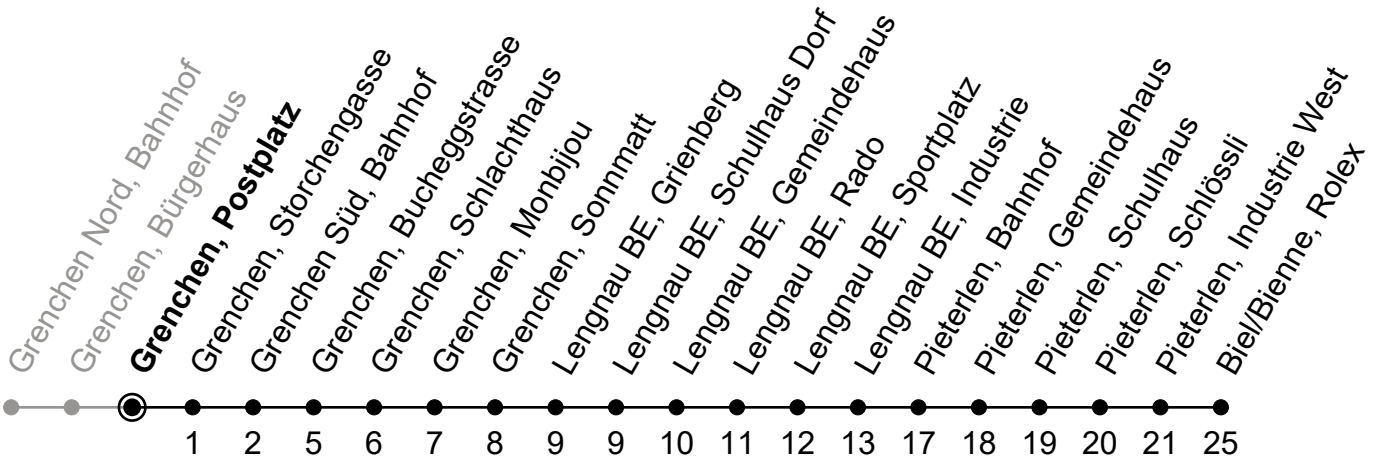 Grenchen Nord, Bahnhof
Grenchen, Bürgerhaus
Grenchen, Postplatz
Grenchen, Storchengasse
Grenchen Süd, Bahnhof
Grenchen, Bucheggstrasse
Grenchen, Schlachthaus
Grenchen, Monbijou
Grenchen, Sonnmatt
Lengnau BE, Grienberg
Lengnau BE, Schulhaus Dorf
Lengnau BE, Gemeindehaus
Lengnau BE, Rado
Lengnau BE, Sportplatz
Lengnau BE, Industrie
Pieterlen, Bahnhof
Pieterlen, Gemeindehaus
Pieterlen, Schulhaus
Pieterlen, Schlössli
Pieterlen, Industrie West
Biel/Bienne, Rolex
1 2 5 6 7 8 9 9 10 11 12 13 17 18 19 20 21 25